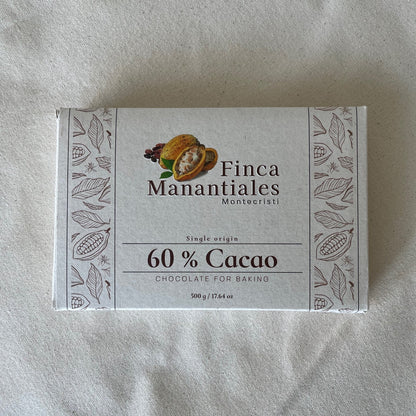 Finca
Manantiales
Montecristi
Single origin
60 % Cacao
CHOCOLATE FOR BAKING
500 g / 17.64 oz